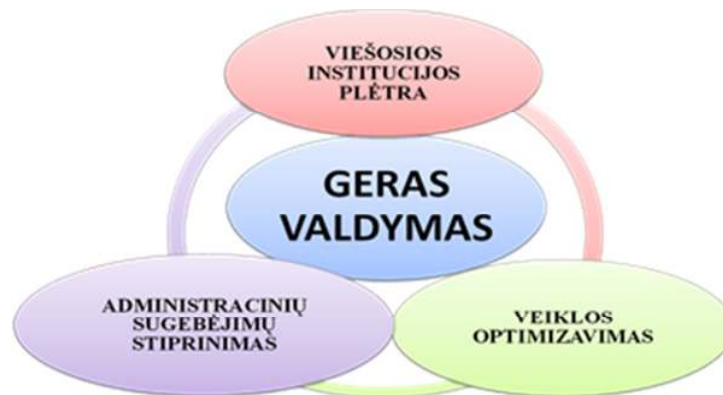 VIEŠOSIOS
INSTITUCIJOS
PLĖTRA
GERAS
VALDYMAS
ADMINISTRACINIŲ
SUGEBĖJIMŲ
STIPRINIMAS
VEIKLOS
OPTIMIZAVIMAS